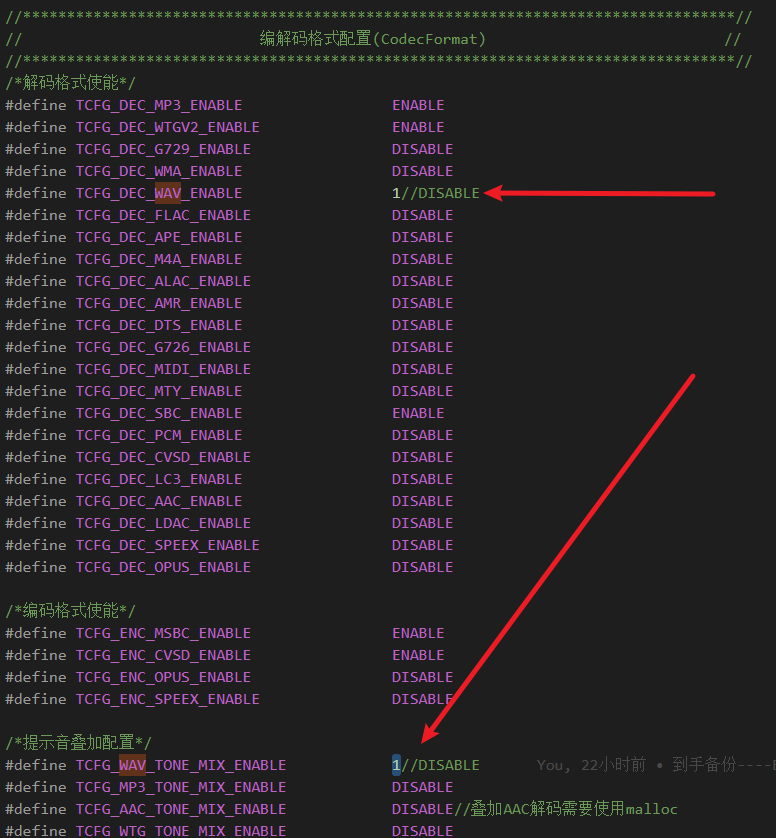 //*********************************************************************************//
// 编解码格式配置(CodecFormat) //
//*********************************************************************************//
/*解码格式使能*/
#define TCFG_DEC_MP3_ENABLE ENABLE
#define TCFG_DEC_WTGV2_ENABLE ENABLE
#define TCFG_DEC_G729_ENABLE DISABLE
#define TCFG_DEC_WMA_ENABLE DISABLE
#define TCFG_DEC_WAV_ENABLE 1//DISABLE
#define TCFG_DEC_FLAC_ENABLE DISABLE
#define TCFG_DEC_APE_ENABLE DISABLE
#define TCFG_DEC_M4A_ENABLE DISABLE
#define TCFG_DEC_ALAC_ENABLE DISABLE
#define TCFG_DEC_AMR_ENABLE DISABLE
#define TCFG_DEC_DTS_ENABLE DISABLE
#define TCFG_DEC_G726_ENABLE DISABLE
#define TCFG_DEC_MIDI_ENABLE DISABLE
#define TCFG_DEC_MTY_ENABLE DISABLE
#define TCFG_DEC_SBC_ENABLE ENABLE
#define TCFG_DEC_PCM_ENABLE DISABLE
#define TCFG_DEC_CVSD_ENABLE DISABLE
#define TCFG_DEC_LC3_ENABLE DISABLE
#define TCFG_DEC_AAC_ENABLE DISABLE
#define TCFG_DEC_LDAC_ENABLE DISABLE
#define TCFG_DEC_SPEEX_ENABLE DISABLE
#define TCFG_DEC_OPUS_ENABLE DISABLE
/*编码格式使能*/
#define TCFG_ENC_MSBC_ENABLE ENABLE
#define TCFG_ENC_CVSD_ENABLE ENABLE
#define TCFG_ENC_OPUS_ENABLE DISABLE
#define TCFG_ENC_SPEEX_ENABLE DISABLE
/*提示音叠加配置*/
#define TCFG_WAV_TONE_MIX_ENABLE 1//DISABLE You, 22小时前 • 到手备份----
#define TCFG_MP3_TONE_MIX_ENABLE DISABLE
#define TCFG_AAC_TONE_MIX_ENABLE DISABLE//叠加AAC解码需要使用malloc
#define TCFG_WTG_TONE_MIX_ENABLE DISABLE